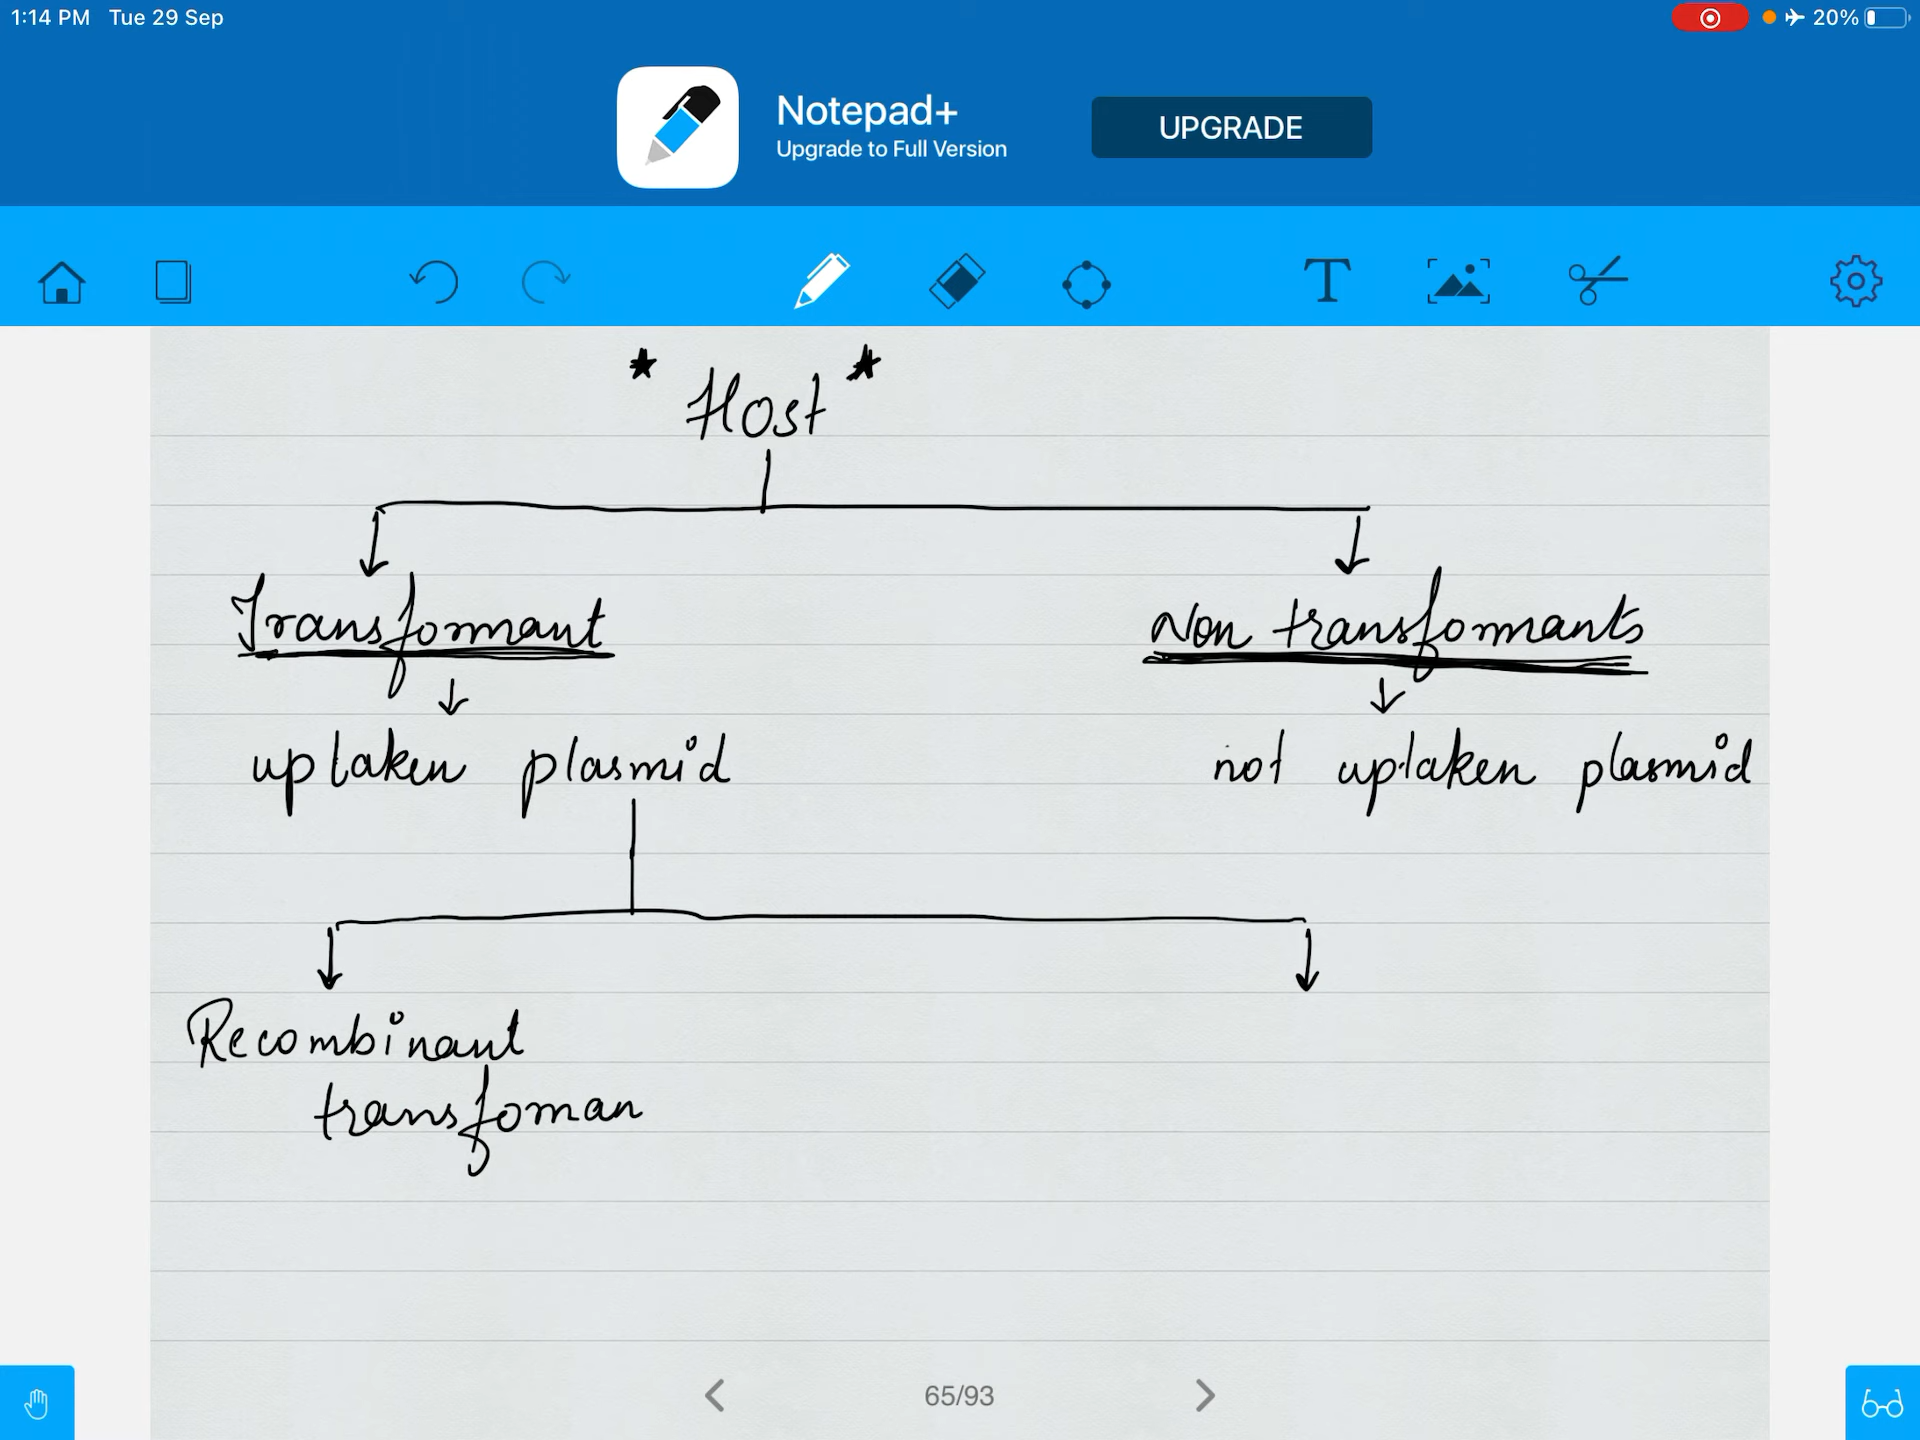 1:14 PM Tue 29 Sep
20%
Notepad+
Upgrade to Full Version
UPGRADE
T
* Host *
Transformant
Non transformants
uptaken plasmid
not uptaken plasmid
Recombinant
transfoman
65/93